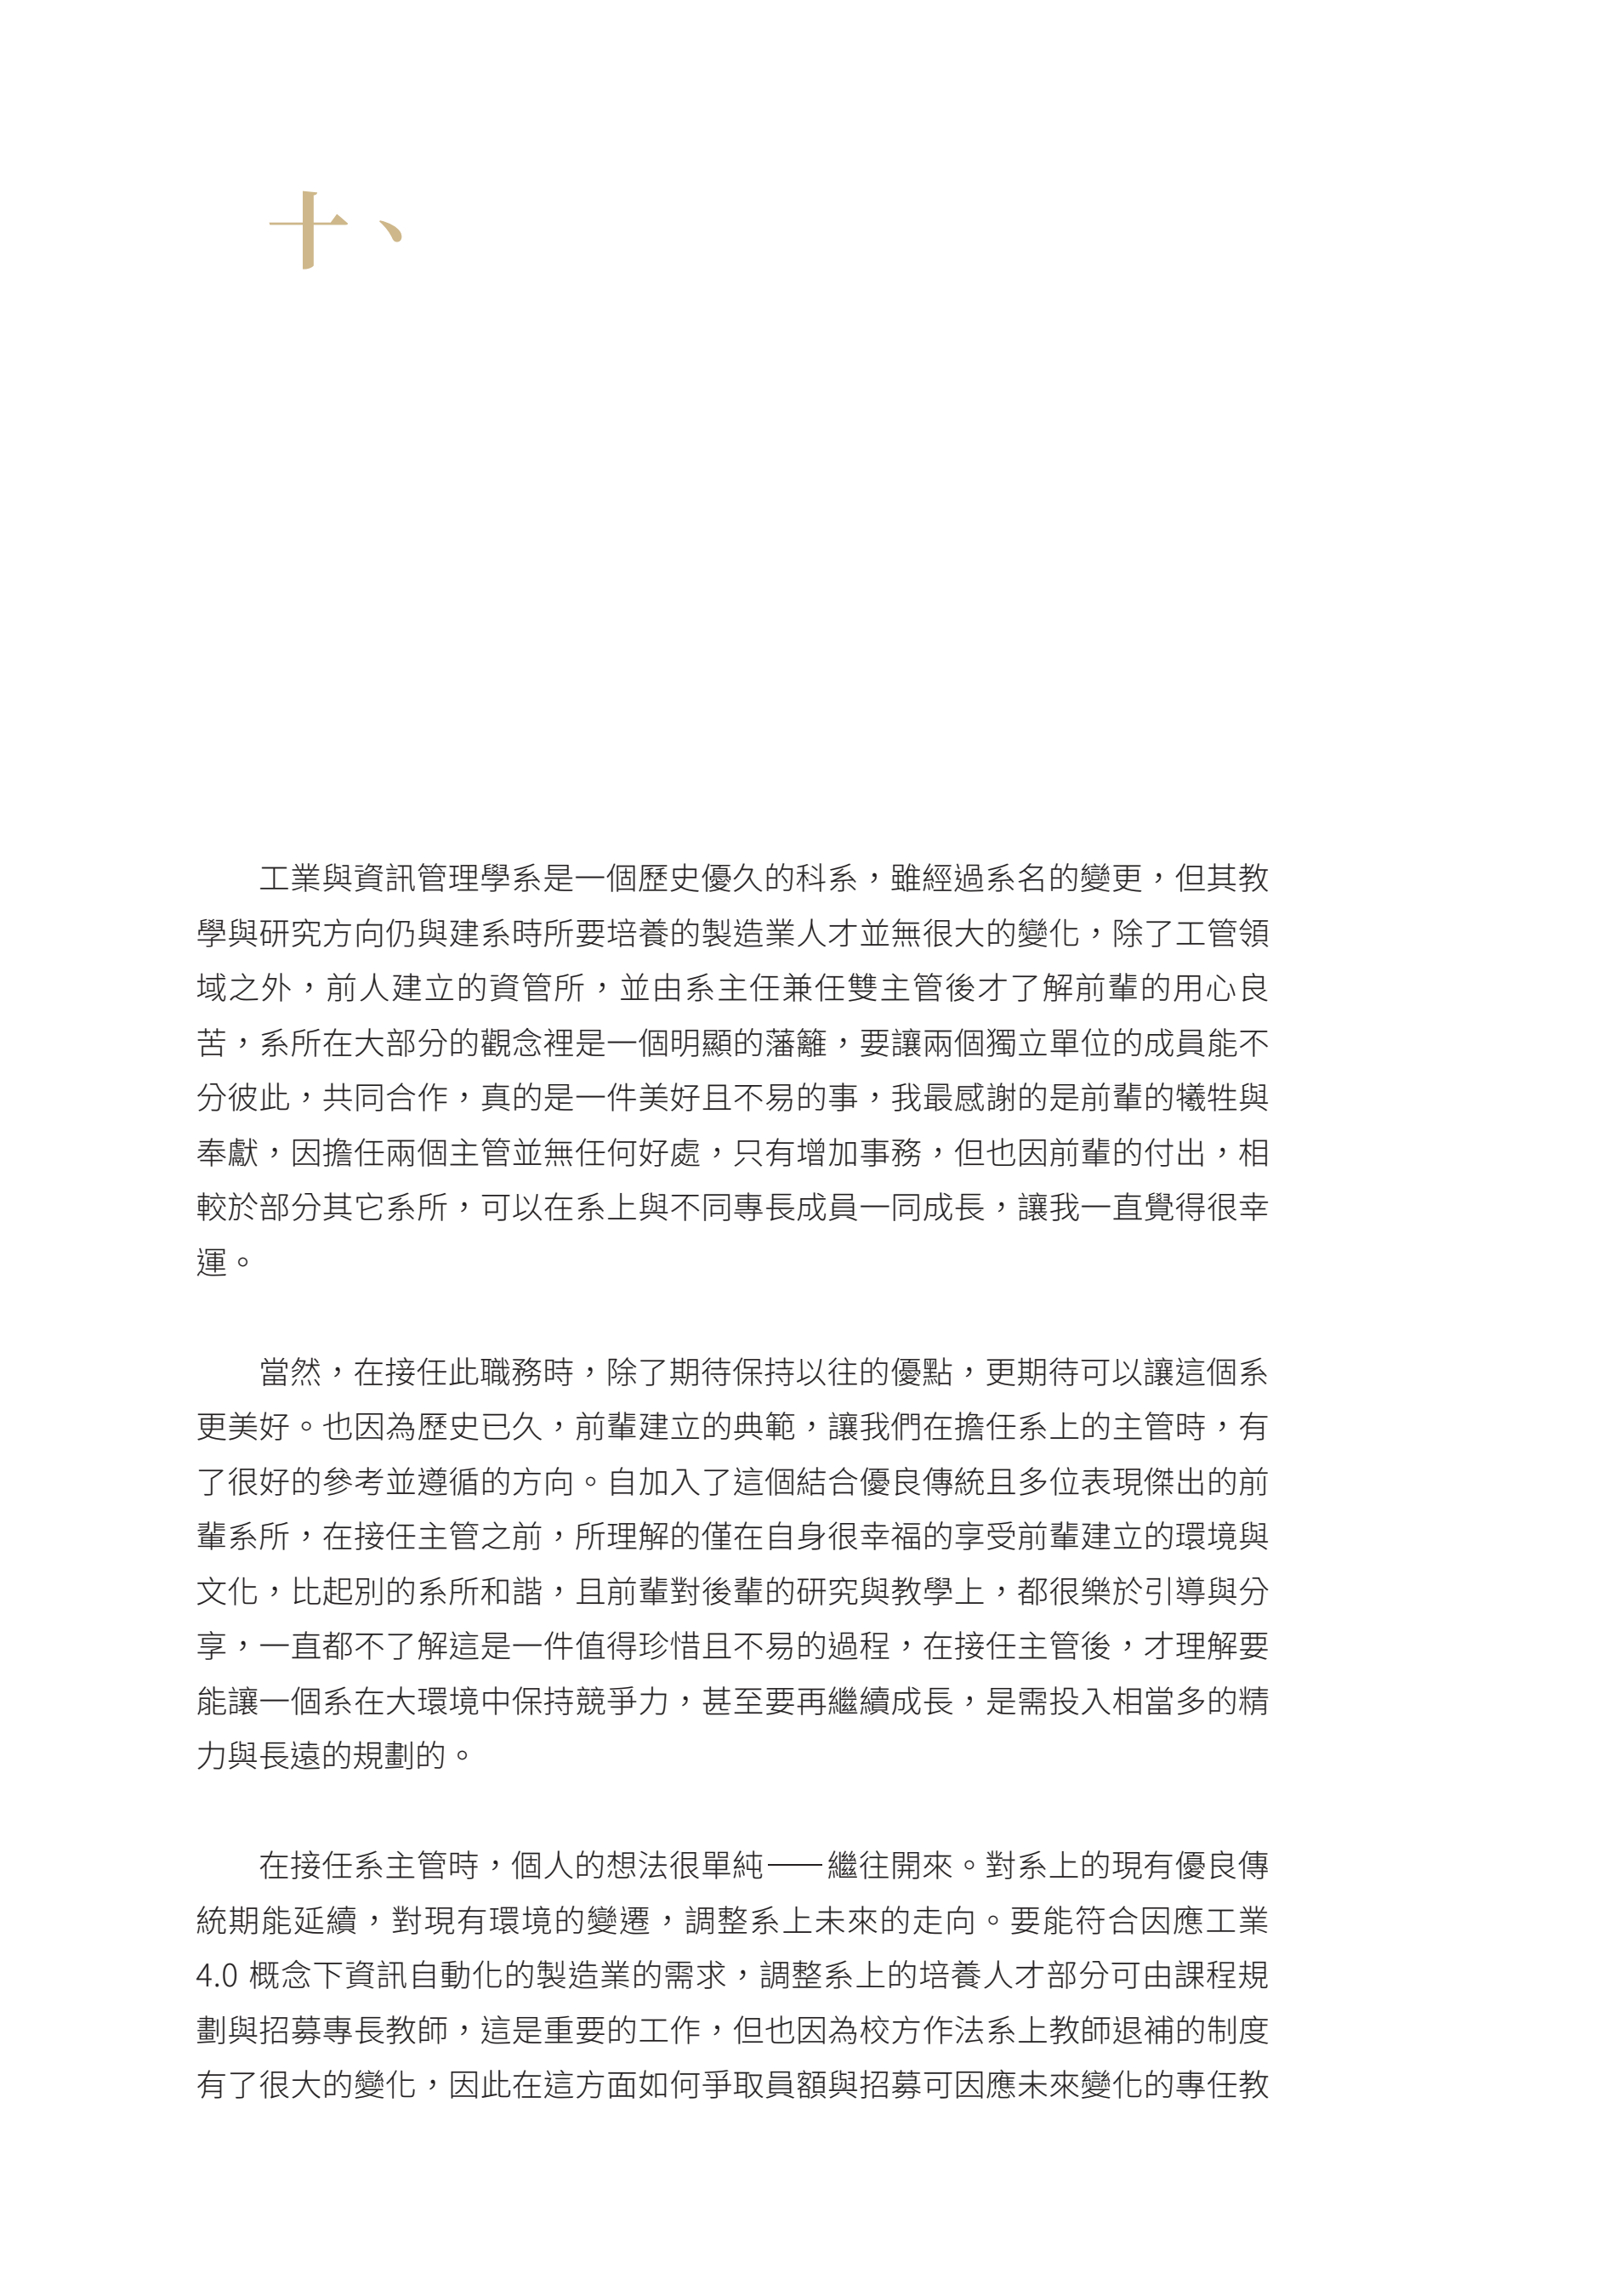 十、
工業與資訊管理學系是一個歷史優久的科系，雖經過系名的變更，但其教
學與研究方向仍與建系時所要培養的製造業人才並無很大的變化，除了工管領
域之外，前人建立的資管所，並由系主任兼任雙主管後才了解前輩的用心良
苦，系所在大部分的觀念裡是一個明顯的藩籬，要讓兩個獨立單位的成員能不
分彼此，共同合作，真的是一件美好且不易的事，我最感謝的是前輩的犧牲與
奉獻，因擔任兩個主管並無任何好處，只有增加事務，但也因前輩的付出，相
較於部分其它系所，可以在系上與不同專長成員一同成長，讓我一直覺得很幸
運。
當然，在接任此職務時，除了期待保持以往的優點，更期待可以讓這個系
更美好。也因為歷史已久，前輩建立的典範，讓我們在擔任系上的主管時，有
了很好的參考並遵循的方向。自加入了這個結合優良傳統且多位表現傑出的前
輩系所，在接任主管之前，所理解的僅在自身很幸福的享受前輩建立的環境與
文化，比起別的系所和諧，且前輩對後輩的研究與教學上，都很樂於引導與分
享，一直都不了解這是一件值得珍惜且不易的過程，在接任主管後，才理解要
能讓一個系在大環境中保持競爭力，甚至要再繼續成長，是需投入相當多的精
力與長遠的規劃的。
在接任系主管時，個人的想法很單純——繼往開來。對系上的現有優良傳
統期能延續，對現有環境的變遷，調整系上未來的走向。要能符合因應工業
4.0 概念下資訊自動化的製造業的需求，調整系上的培養人才部分可由課程規
劃與招募專長教師，這是重要的工作，但也因為校方作法系上教師退補的制度
有了很大的變化，因此在這方面如何爭取員額與招募可因應未來變化的專任教